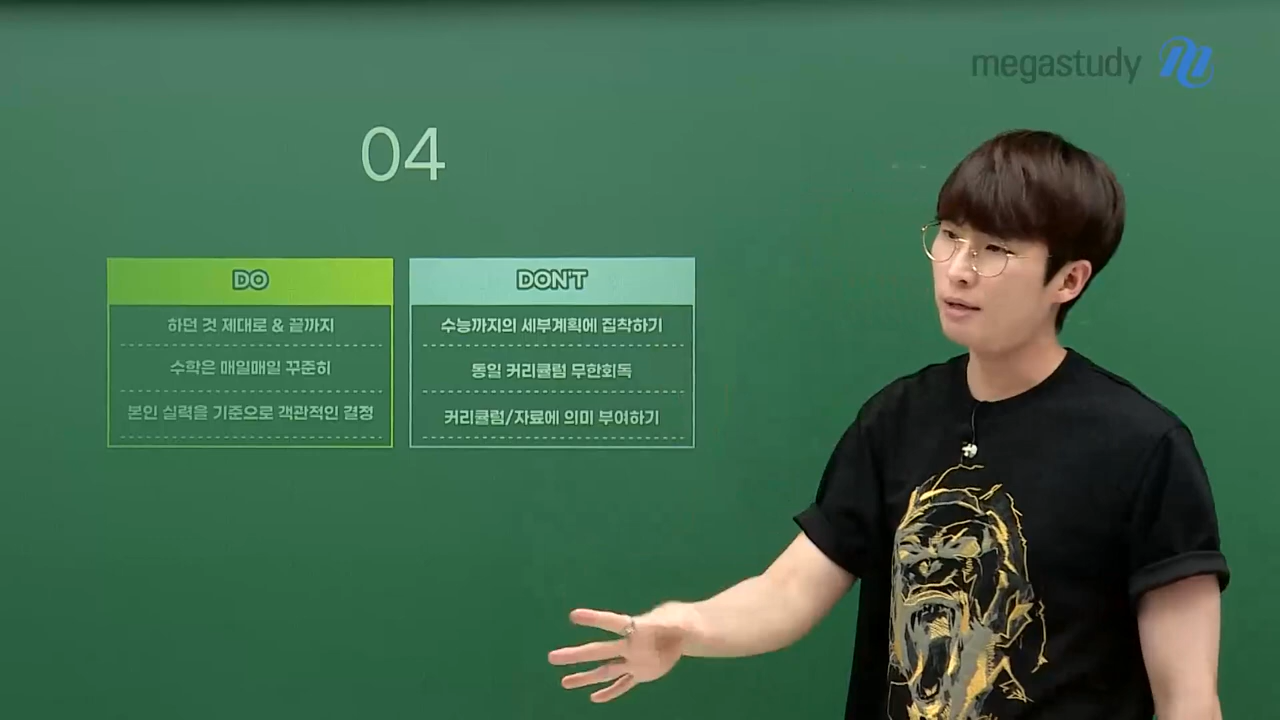 megastudy
04
DO
하던 것 제대로 & 끝까지
수학은 매일매일 꾸준히
본인 실력을 기준으로 객관적인 결정
DON'T
수능까지의 세부계획에 집착하기
동일 커리큘럼 무한회독
커리큘럼/자료에 의미 부여하기